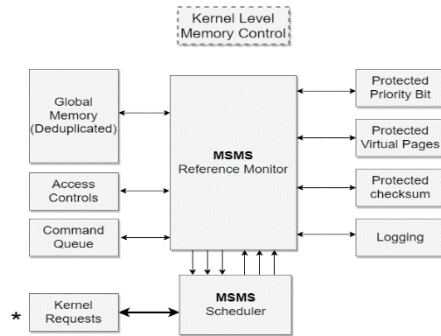 Kernel Level
Memory Control
Global
Memory
(Deduplicated)
Access
Controls
Command
Queue
* Kernel
Requests
MSMS
Reference Monitor
MSMS
Scheduler
Protected
Priority Bit
Protected
Virtual Pages
Protected
checksum
Logging